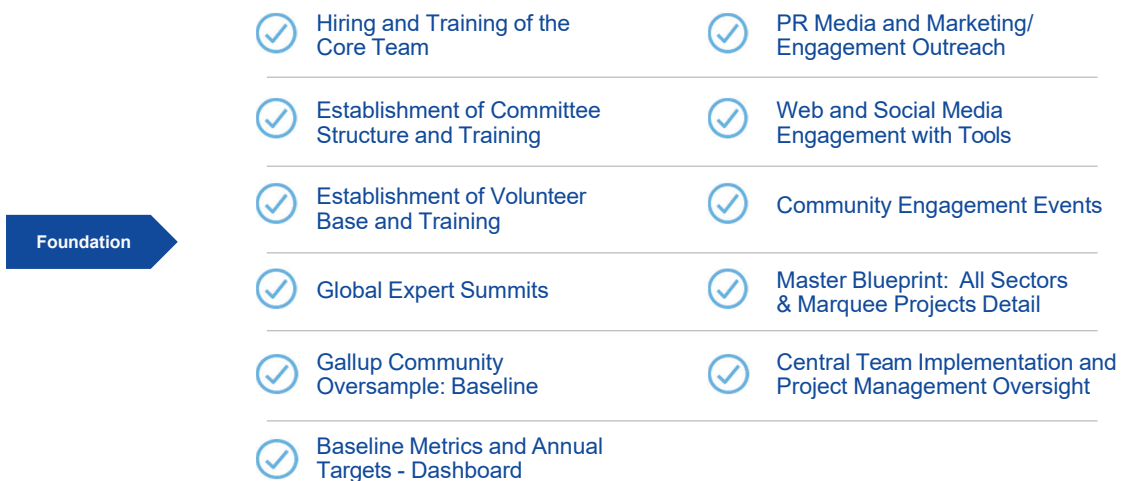 Foundation
Hiring and Training of the
Core Team
Establishment of Committee
Structure and Training
Establishment of Volunteer
Base and Training
Global Expert Summits
Gallup Community
Oversample: Baseline
Baseline Metrics and Annual
Targets - Dashboard
PR Media and Marketing/
Engagement Outreach
Web and Social Media
Engagement with Tools
Community Engagement Events
Master Blueprint:  All Sectors
& Marquee Projects Detail
Central Team Implementation and
Project Management Oversight